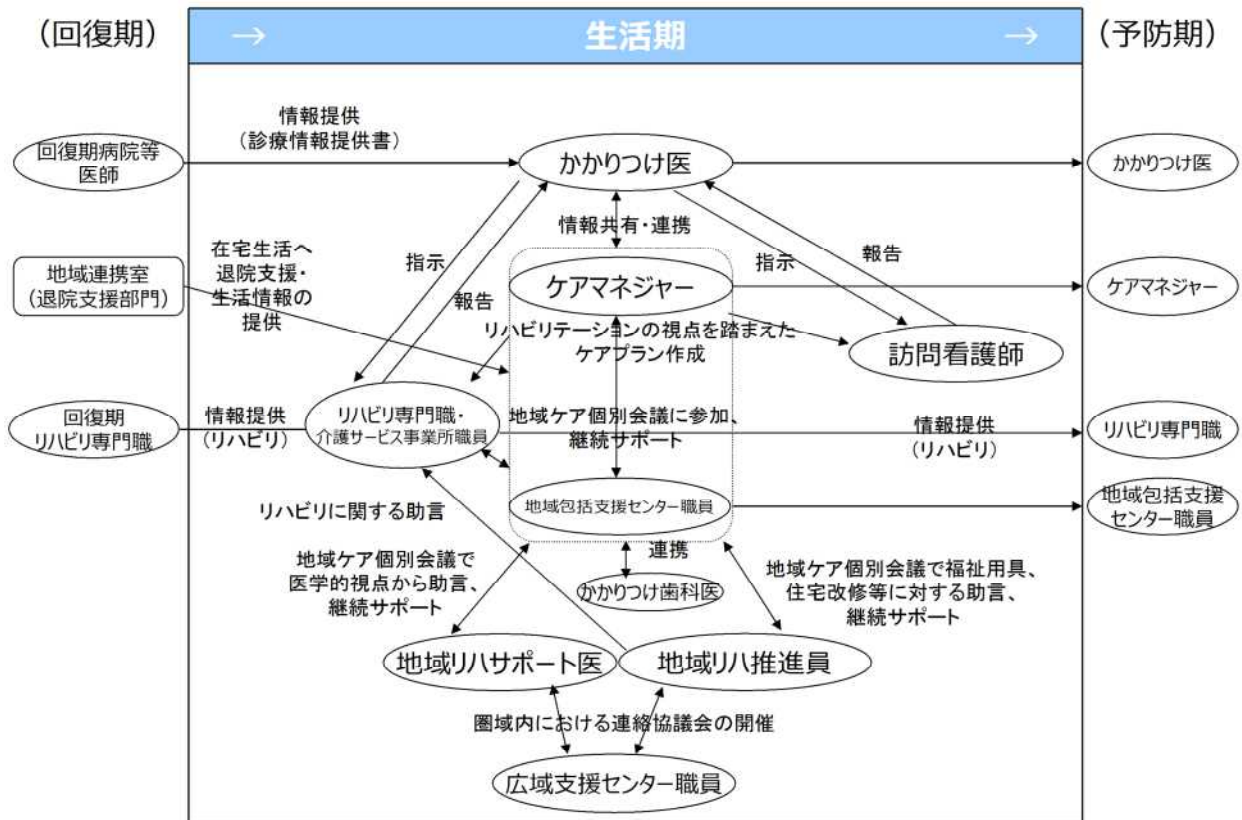 (回復期)
→ 生活期 →
(予防期)
情報提供
(診療情報提供書)
回復期病院等
医師
かかりつけ医
かかりつけ医
情報共有・連携
在宅生活へ
退院支援・
生活情報の
提供
指示
報告
指示
報告
地域連携室
(退院支援部門)
ケアマネジャー
ケアマネジャー
リハビリテーションの視点を踏まえた
ケアプラン作成
訪問看護師
回復期
リハビリ専門職
情報提供
(リハビリ)
リハビリ専門職・
介護サービス事業所職員
地域ケア個別会議に参加、
継続サポート
情報提供
(リハビリ)
リハビリ専門職
リハビリに関する助言
地域包括支援センター職員
地域包括支援
センター職員
連携
地域ケア個別会議で
医学的視点から助言、
継続サポート
かかりつけ歯科医
地域ケア個別会議で福祉用具、
住宅改修等に対する助言、
継続サポート
地域リハサポート医
地域リハ推進員
圏域内における連絡協議会の開催
広域支援センター職員